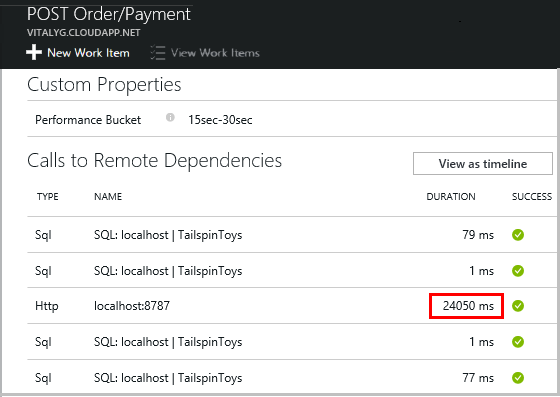 POST Order/Payment
VITALYG.CLOUDAPP.NET
New Work Item View Work Items
Custom Properties
Performance Bucket 15sec-30sec
Calls to Remote Dependencies View as timeline
TYPE NAME DURATION SUCCESS
Sql SQL: localhost | TailspinToys 79 ms
Sql SQL: localhost | TailspinToys 1 ms
Http localhost:8787 24050 ms
Sql SQL: localhost | TailspinToys 1 ms
Sql SQL: localhost | TailspinToys 77 ms